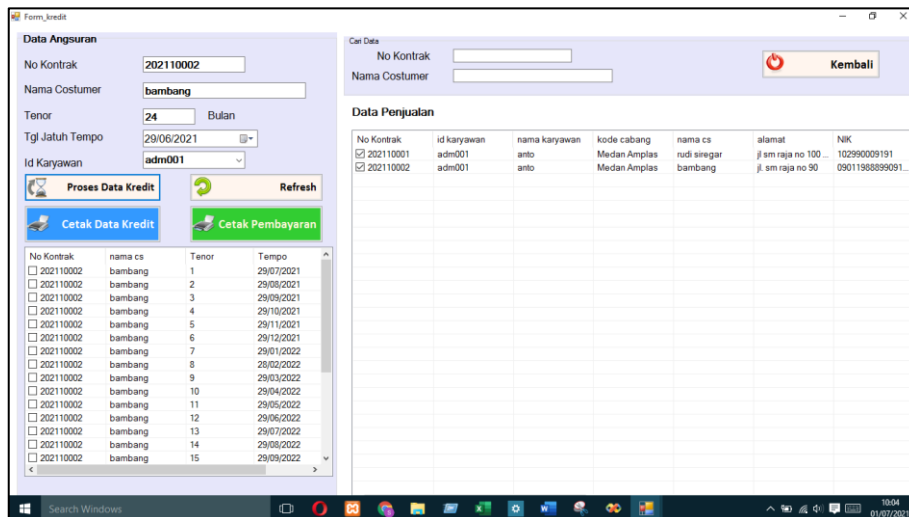 Form_kredit
Data Angsuran
No Kontrak 202110002
Nama Costumer bambang
Tenor 24 Bulan
Tgl Jatuh Tempo 29/06/2021
Id Karyawan adm001
Proses Data Kredit Refresh
Cetak Data Kredit Cetak Pembayaran
No Kontrak nama cs Tenor Tempo
202110002 bambang 1 29/07/2021
202110002 bambang 2 29/08/2021
202110002 bambang 3 29/09/2021
202110002 bambang 4 29/10/2021
202110002 bambang 5 29/11/2021
202110002 bambang 6 29/12/2021
202110002 bambang 7 29/01/2022
202110002 bambang 8 28/02/2022
202110002 bambang 9 29/03/2022
202110002 bambang 10 29/04/2022
202110002 bambang 11 29/05/2022
202110002 bambang 12 29/06/2022
202110002 bambang 13 29/07/2022
202110002 bambang 14 29/08/2022
202110002 bambang 15 29/09/2022
Cari Data
No Kontrak
Nama Costumer
Kembali
Data Penjualan
No Kontrak id karyawan nama karyawan kode cabang nama cs alamat NIK
202110001 adm001 anto Medan Amplas rudi siregar jl sm raja no 100 ... 102990009191
202110002 adm001 anto Medan Amplas bambang jl. sm raja no 90 09011988899091...
Search Windows
10:04
01/07/2021